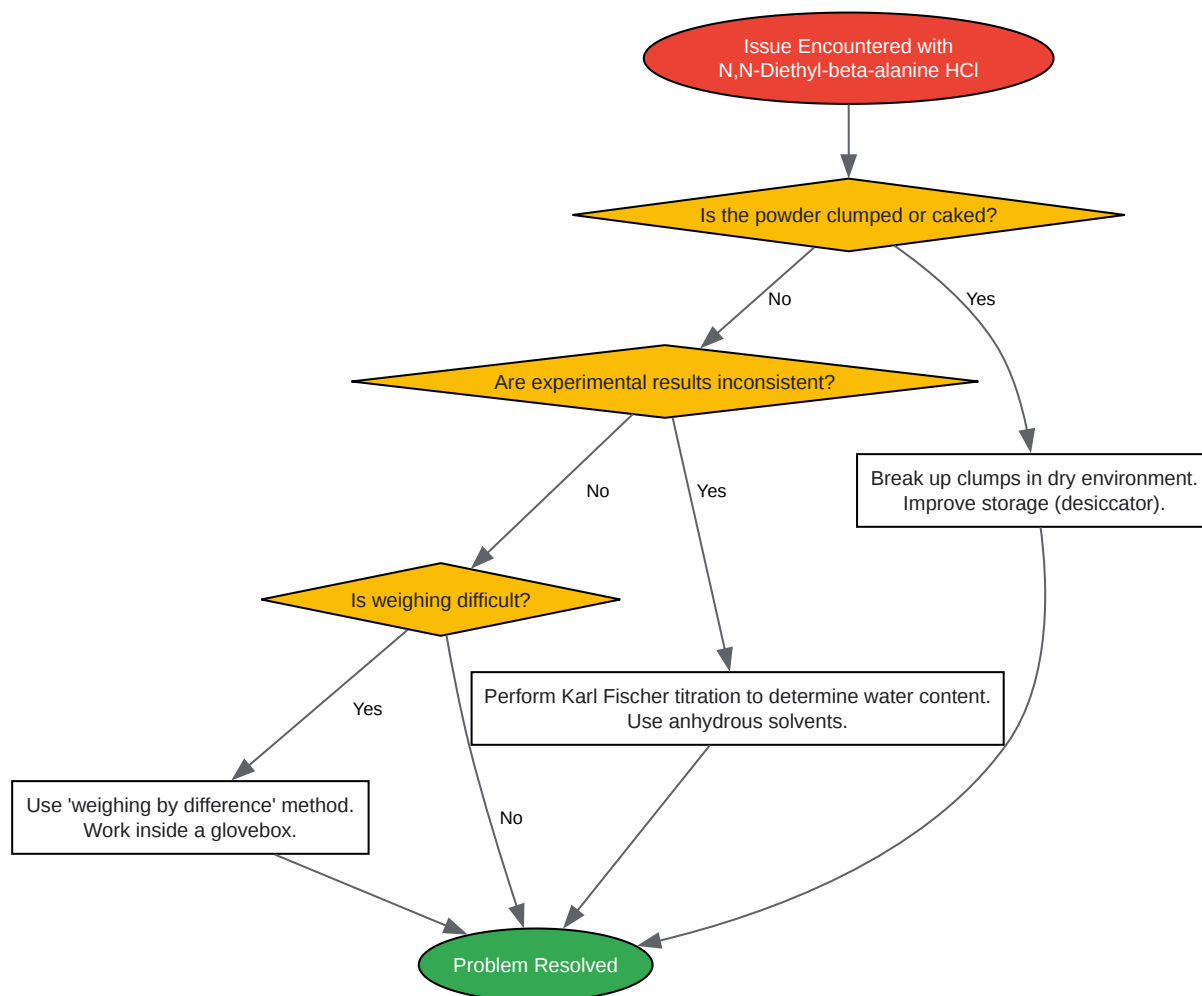 Issue Encountered with
N,N-Diethyl-beta-alanine HCl
Is the powder clumped or caked?
No
Yes
Are experimental results inconsistent?
Break up clumps in dry environment.
Improve storage (desiccator).
No
Yes
Is weighing difficult?
Perform Karl Fischer titration to determine water content.
Use anhydrous solvents.
Yes
Use 'weighing by difference' method.
Work inside a glovebox.
No
Problem Resolved